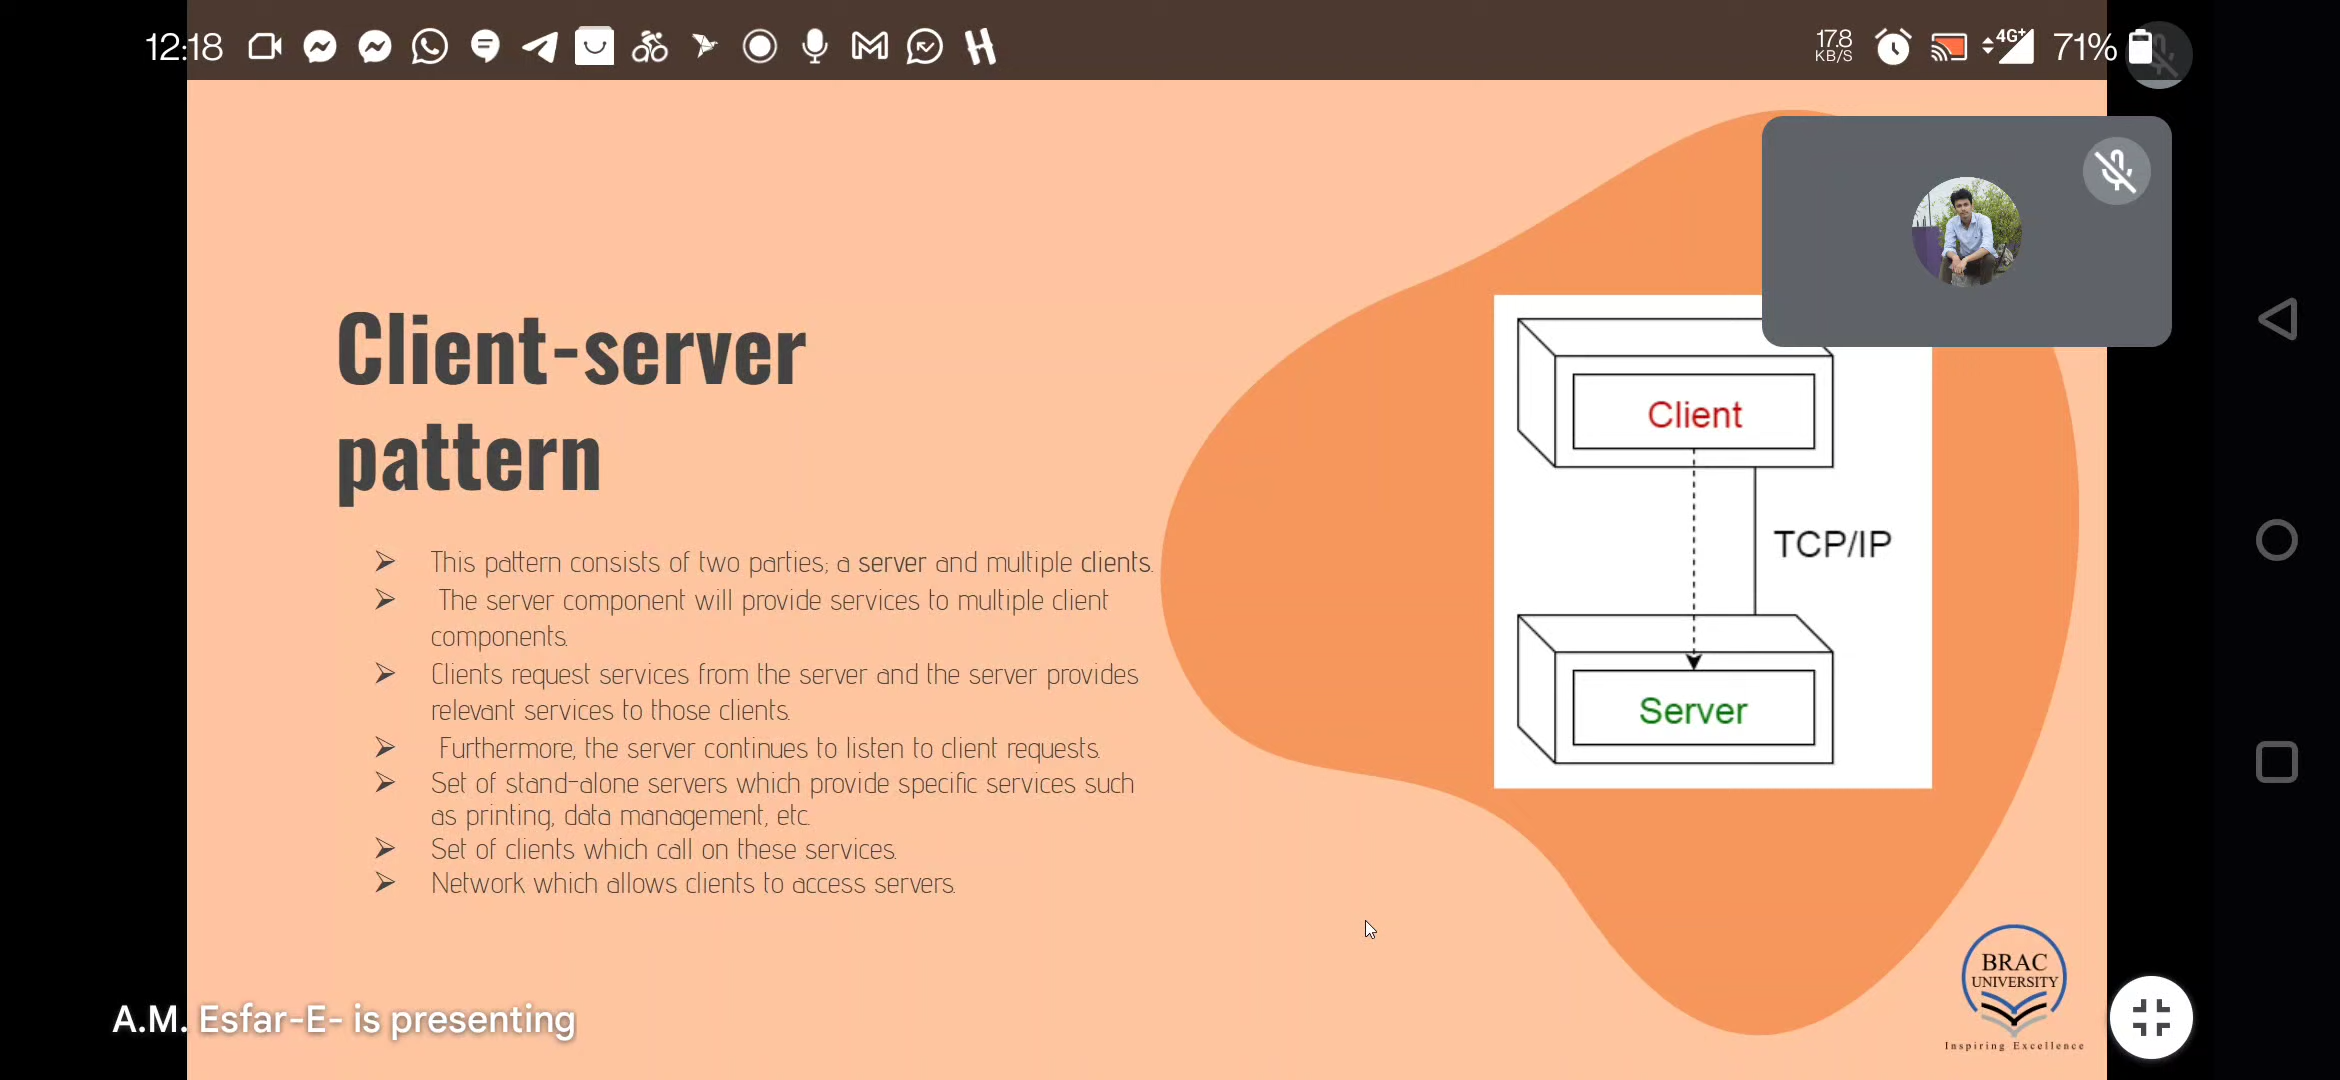 12:18
17.8
KB/S
4G+
71%
Client-server
pattern
➢ This pattern consists of two parties; a server and multiple clients.
➢ The server component will provide services to multiple client
components.
➢ Clients request services from the server and the server provides
relevant services to those clients.
➢ Furthermore, the server continues to listen to client requests.
➢ Set of stand-alone servers which provide specific services such
as printing, data management, etc.
➢ Set of clients which call on these services.
➢ Network which allows clients to access servers.
Client
TCP/IP
Server
BRAC
UNIVERSITY
Inspiring Excellence
A.M. Esfar-E- is presenting